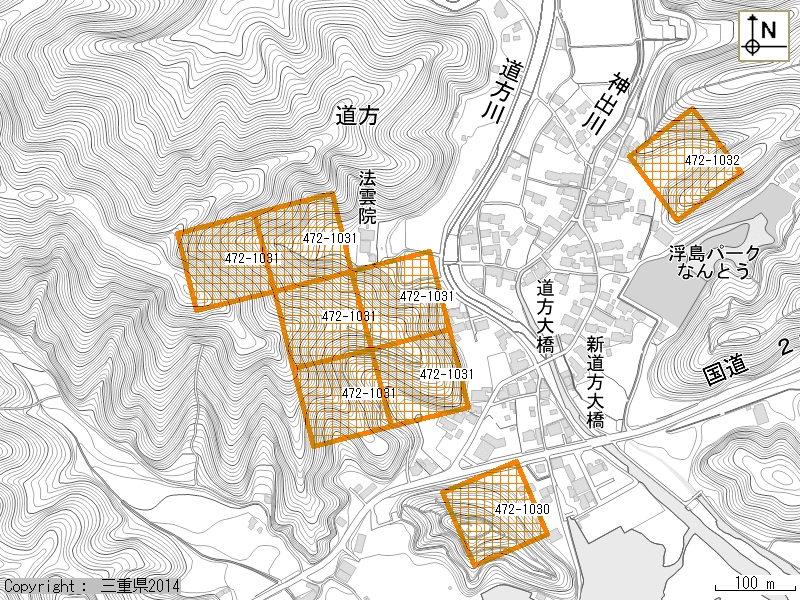 N
道方川
神出川
道方
472-1032
法雲院
472-1031
472-1031
浮島パーク
なんとう
472-1031
道方大橋
472-1031
新道方大橋
国道 2
472-1031
472-1031
472-1030
100 m
Copyright : 三重県2014